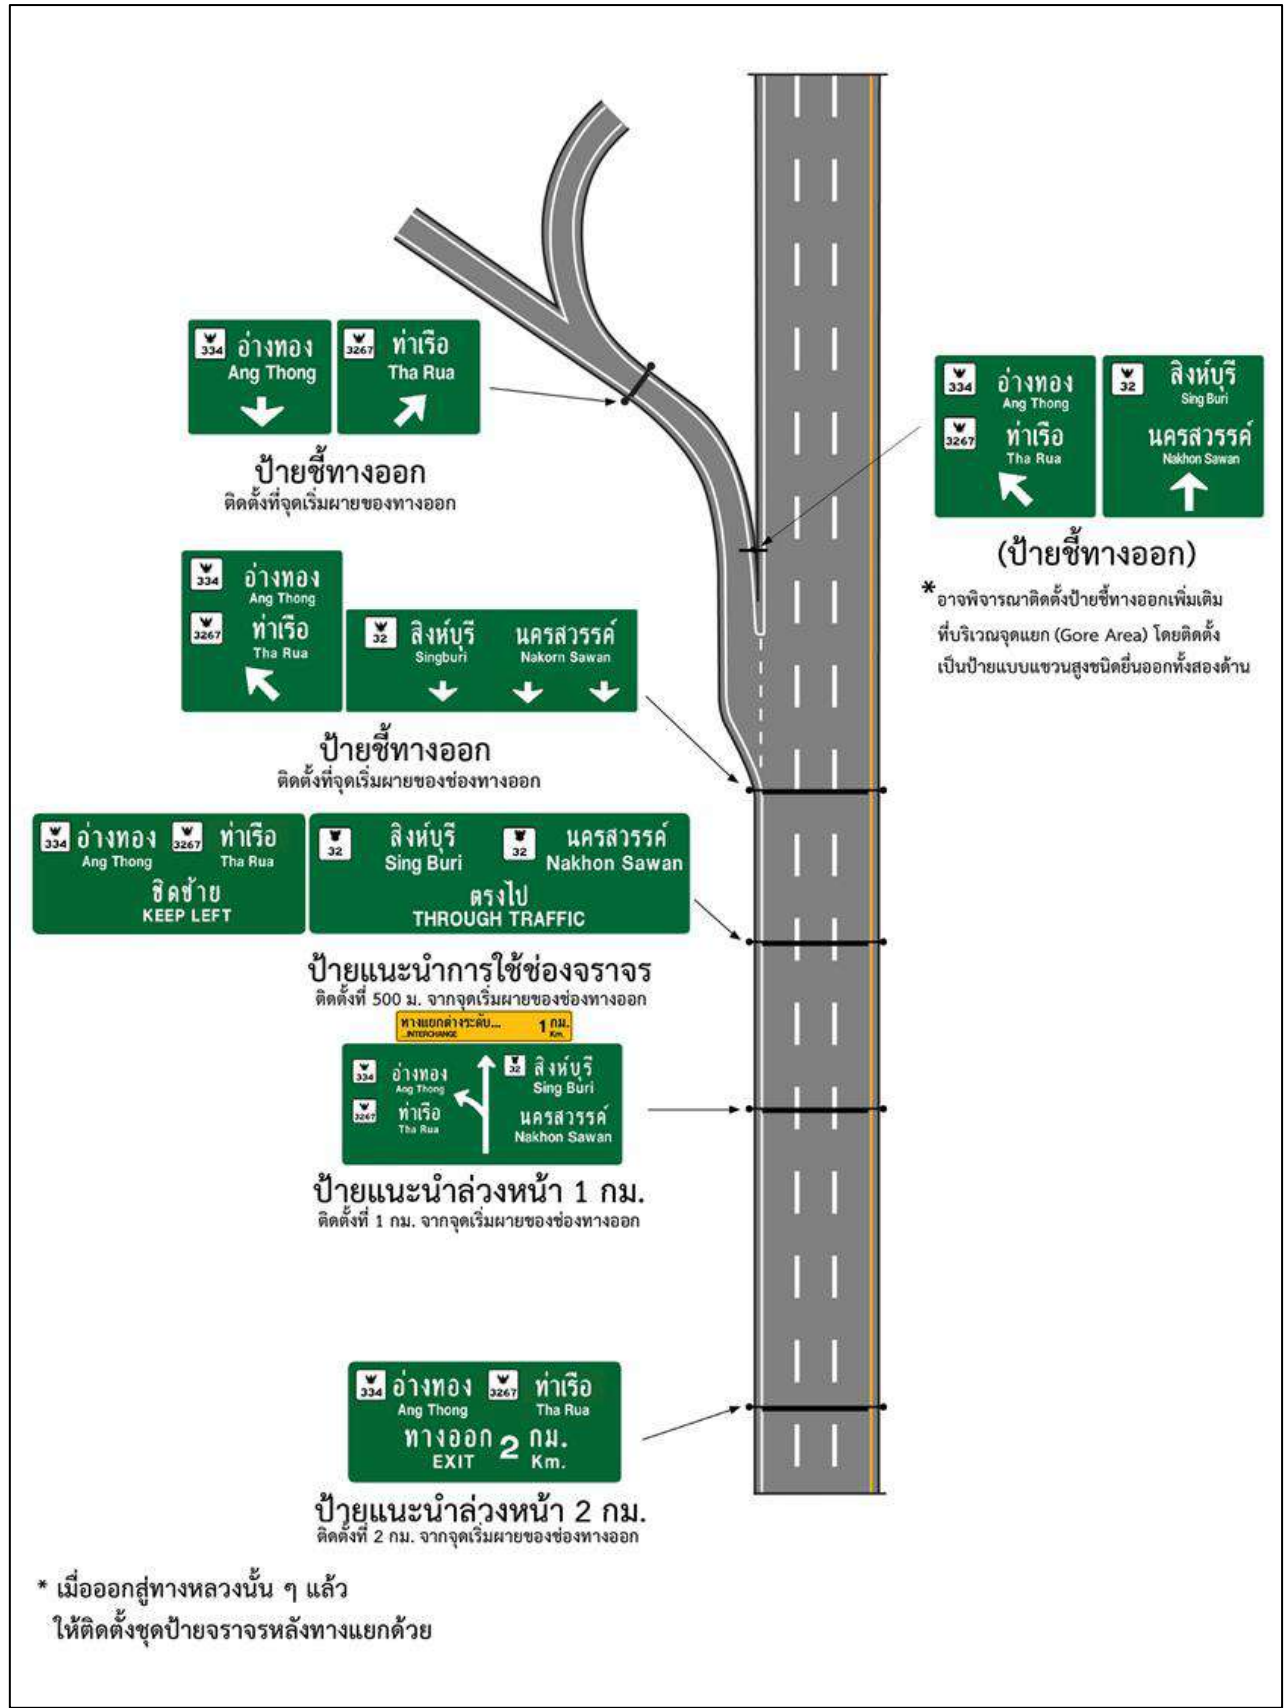 334 อ่างทอง
Ang Thong
3267 ท่าเรือ
Tha Rua
ป้ายชี้ทางออก
ติดตั้งที่จุดเริ่มผายของทางออก
334 อ่างทอง
Ang Thong
3267 ท่าเรือ
Tha Rua
32 สิงห์บุรี
Sing Buri
นครสวรรค์
Nakhon Sawan
(ป้ายชี้ทางออก)
*อาจพิจารณาติดตั้งป้ายชี้ทางออกเพิ่มเติม
ที่บริเวณจุดแยก (Gore Area) โดยติดตั้ง
เป็นป้ายแบบแขวนสูงชนิดยื่นออกทั้งสองด้าน
334 อ่างทอง
Ang Thong
3267 ท่าเรือ
Tha Rua
32 สิงห์บุรี นครสวรรค์
Singburi Nakorn Sawan
ป้ายชี้ทางออก
ติดตั้งที่จุดเริ่มผายของช่องทางออก
334 อ่างทอง 3267 ท่าเรือ
Ang Thong Tha Rua
ชิดซ้าย
KEEP LEFT
32 สิงห์บุรี 32 นครสวรรค์
Sing Buri Nakhon Sawan
ตรงไป
THROUGH TRAFFIC
ป้ายแนะนำการใช้ช่องจราจร
ติดตั้งที่ 500 ม. จากจุดเริ่มผายของช่องทางออก
ทางแยกต่างระดับ... 1 กม.
...INTERCHANGE Km.
334 อ่างทอง
Ang Thong
3267 ท่าเรือ
Tha Rua
32 สิงห์บุรี
Sing Buri
นครสวรรค์
Nakhon Sawan
ป้ายแนะนำล่วงหน้า 1 กม.
ติดตั้งที่ 1 กม. จากจุดเริ่มผายของช่องทางออก
334 อ่างทอง 3267 ท่าเรือ
Ang Thong Tha Rua
ทางออก 2 กม.
EXIT Km.
ป้ายแนะนำล่วงหน้า 2 กม.
ติดตั้งที่ 2 กม. จากจุดเริ่มผายของช่องทางออก
* เมื่อออกสู่ทางหลวงนั้น ๆ แล้ว
ให้ติดตั้งชุดป้ายจราจรหลังทางแยกด้วย